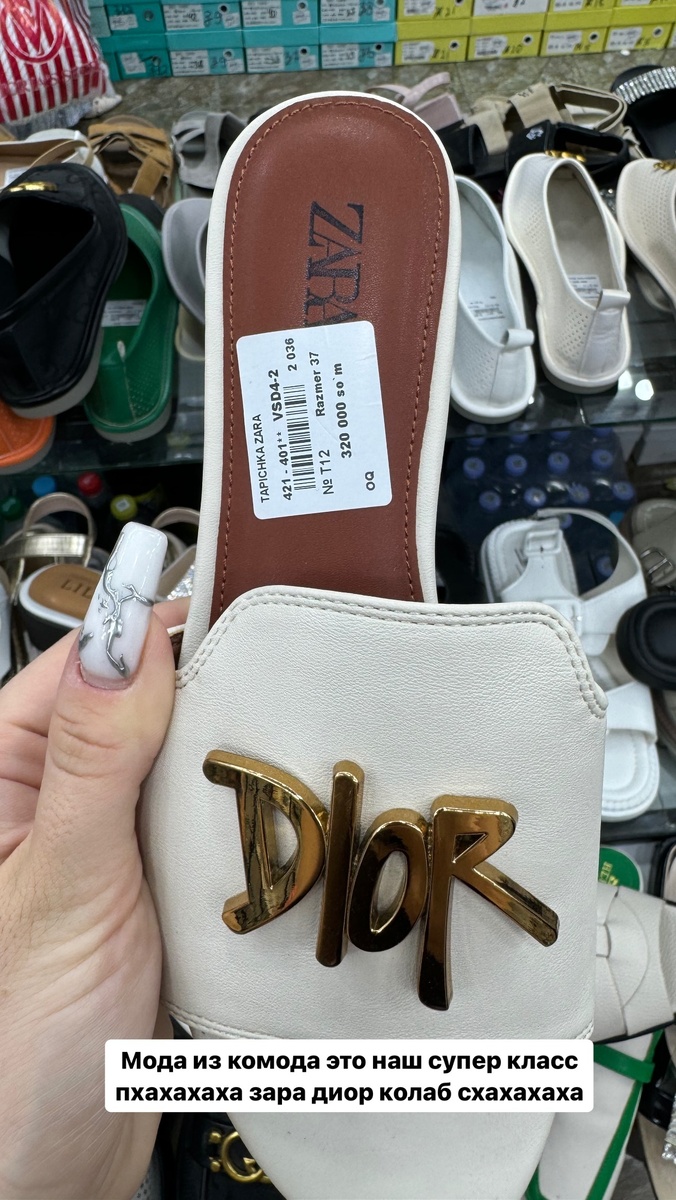 ZARA
TAPICHKA ZARA
421 - 401** VSD4-2
2 036
№ T12
Razmer 37
320 000 so`m
OQ
DIOR
Мода из комода это наш супер класс
пхахахаха зара диор колаб схахахаха